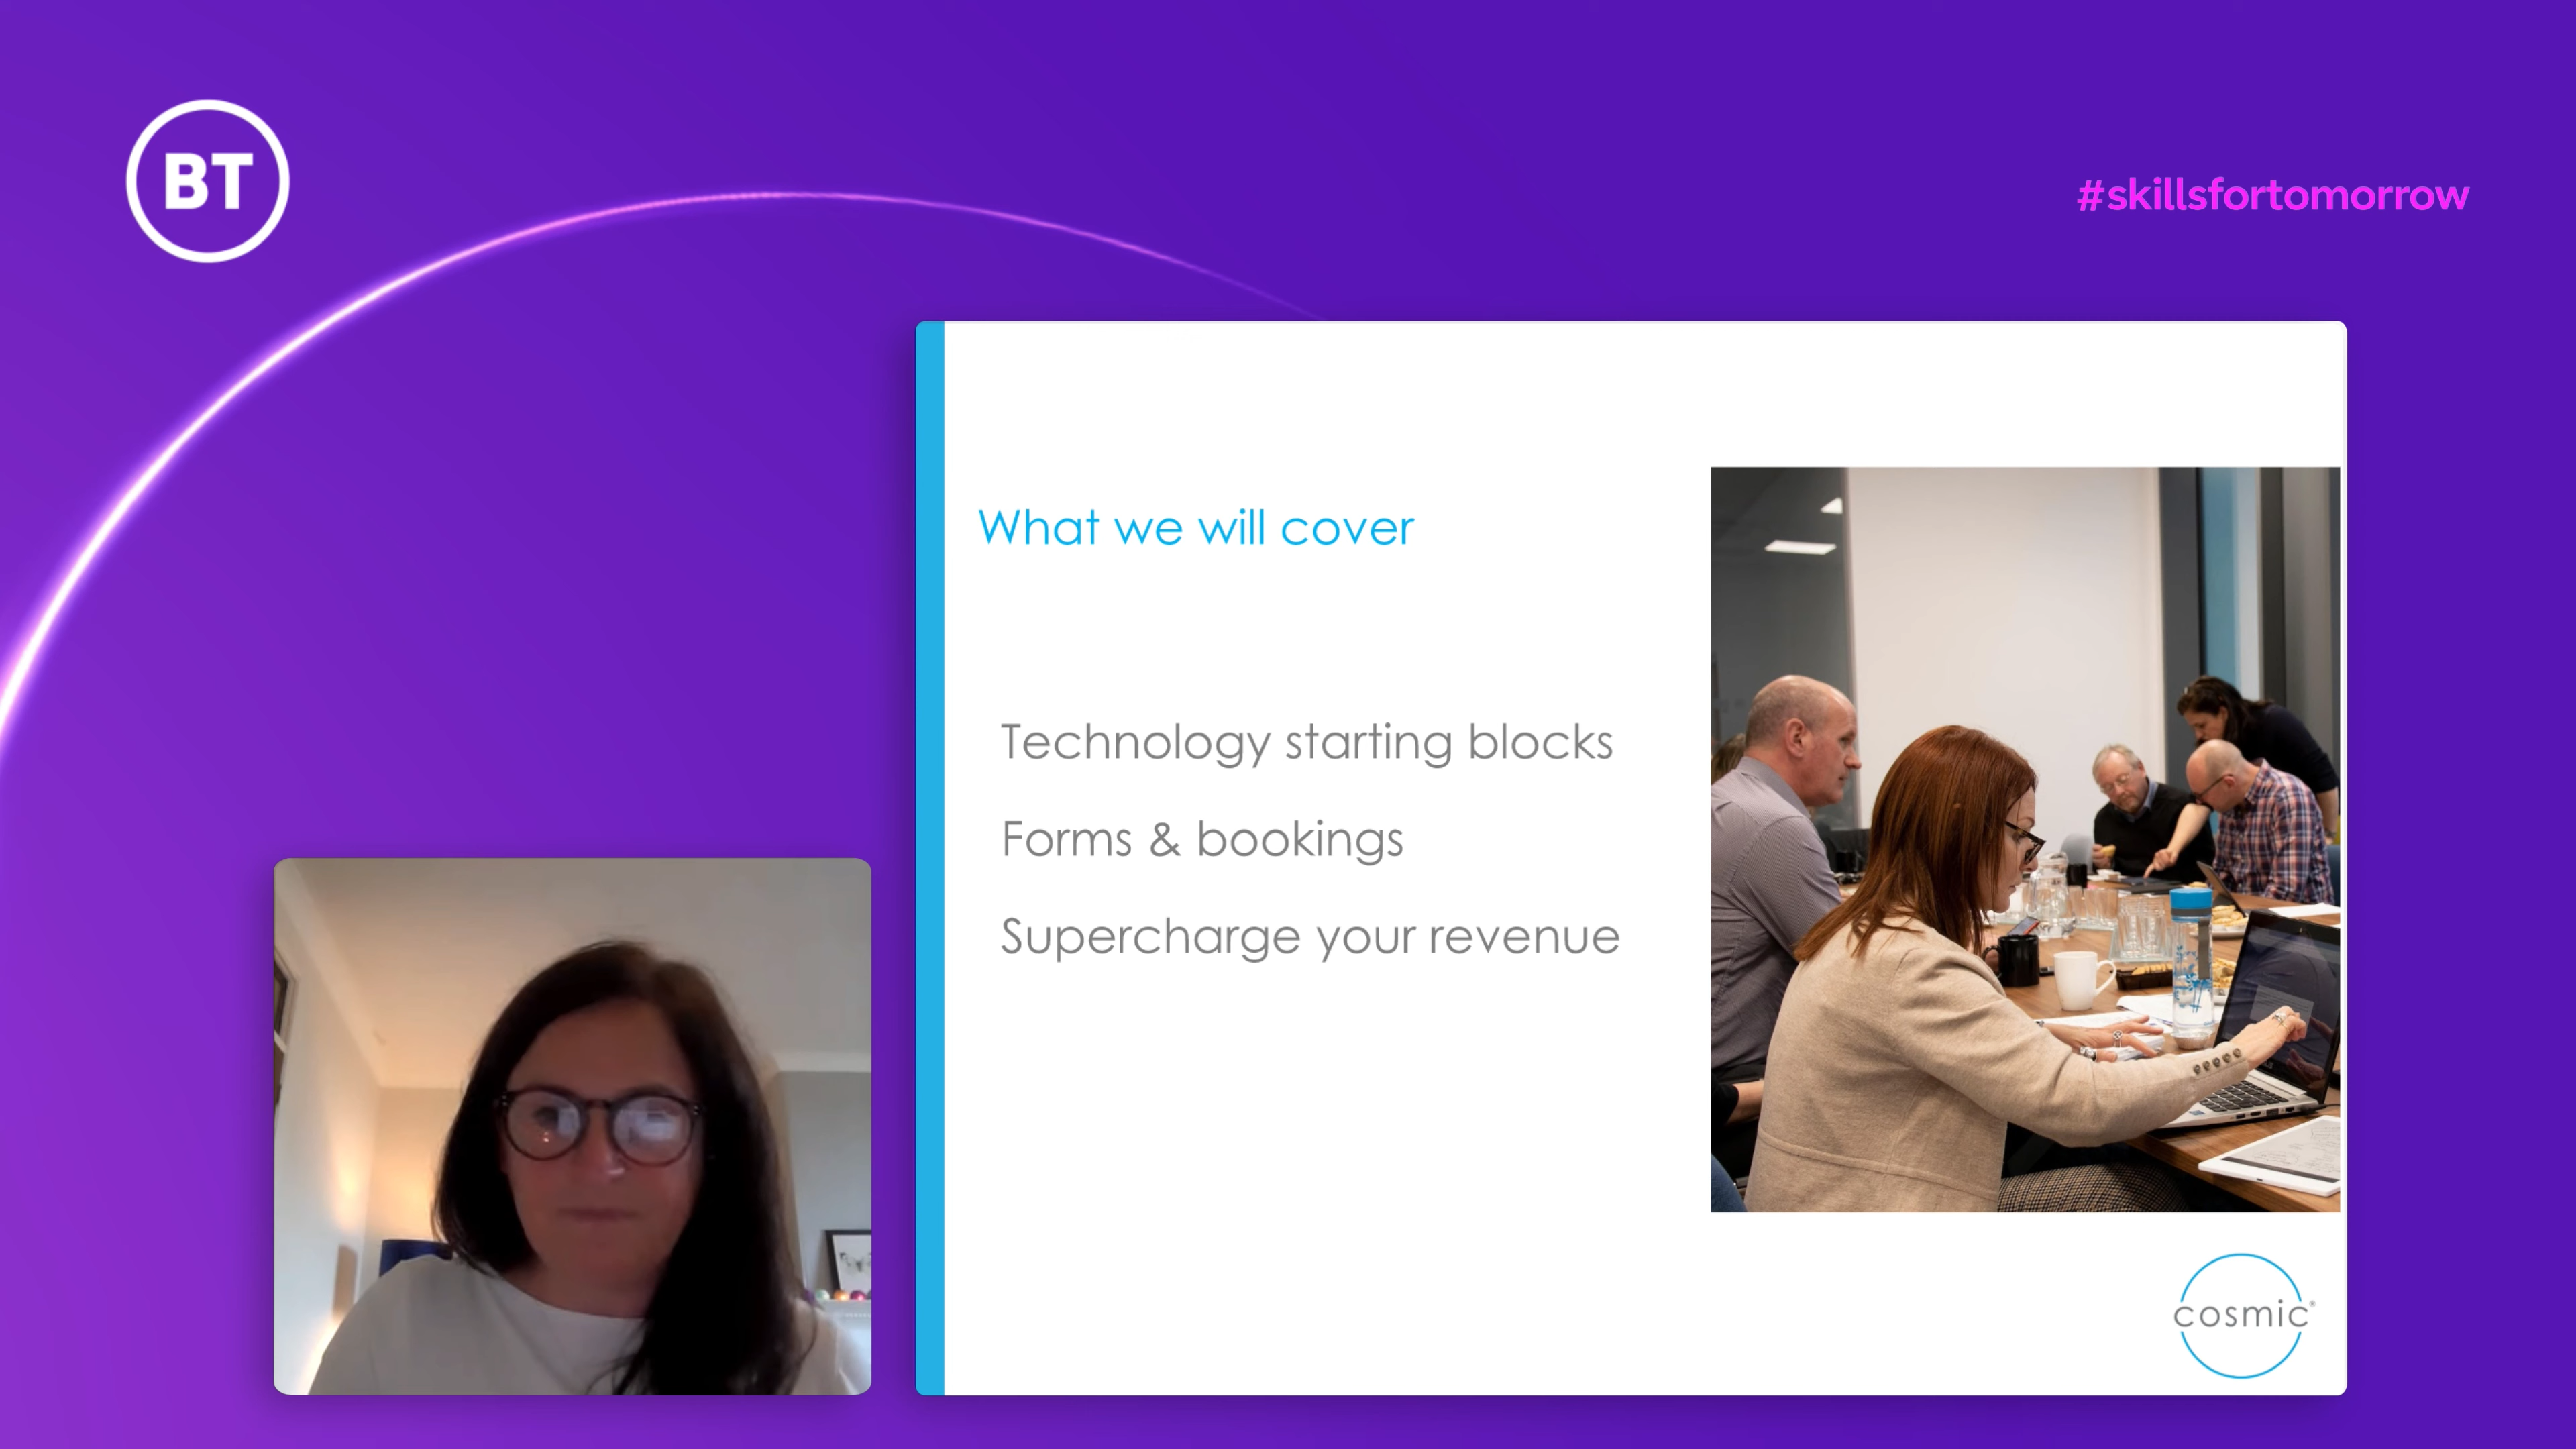 BT
#skillsfortomorrow
What we will cover
Technology starting blocks
Forms & bookings
Supercharge your revenue
cosmic®